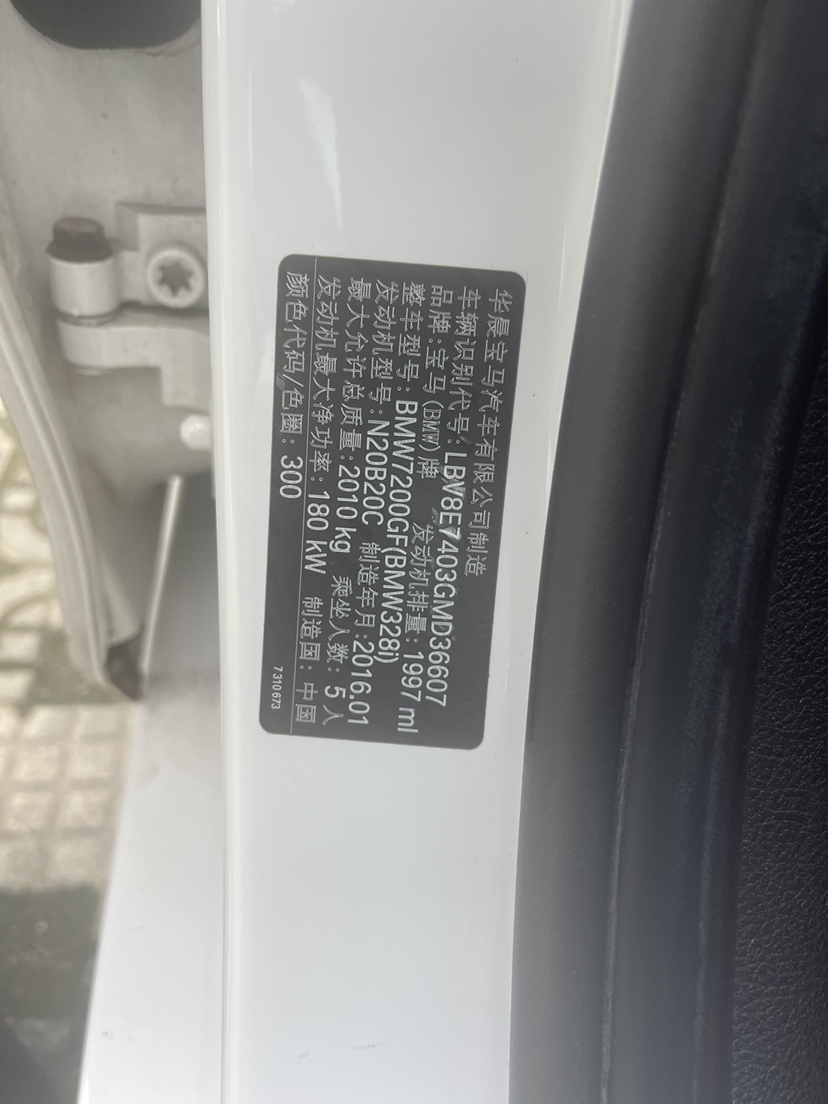 华晨宝马汽车有限公司制造
车辆识别代号:LBV8E7403GMD36607
品牌:宝马(BMW)牌 发动机排量:1997 ml
整车型号:BMW7200GF(BMW328i)
发动机型号:N20B20C 制造年月:2016.01
最大允许总质量:2010 kg 乘坐人数:5人
发动机最大净功率:180 kW 制造国:中国
颜色代码/色圈:300 7310673